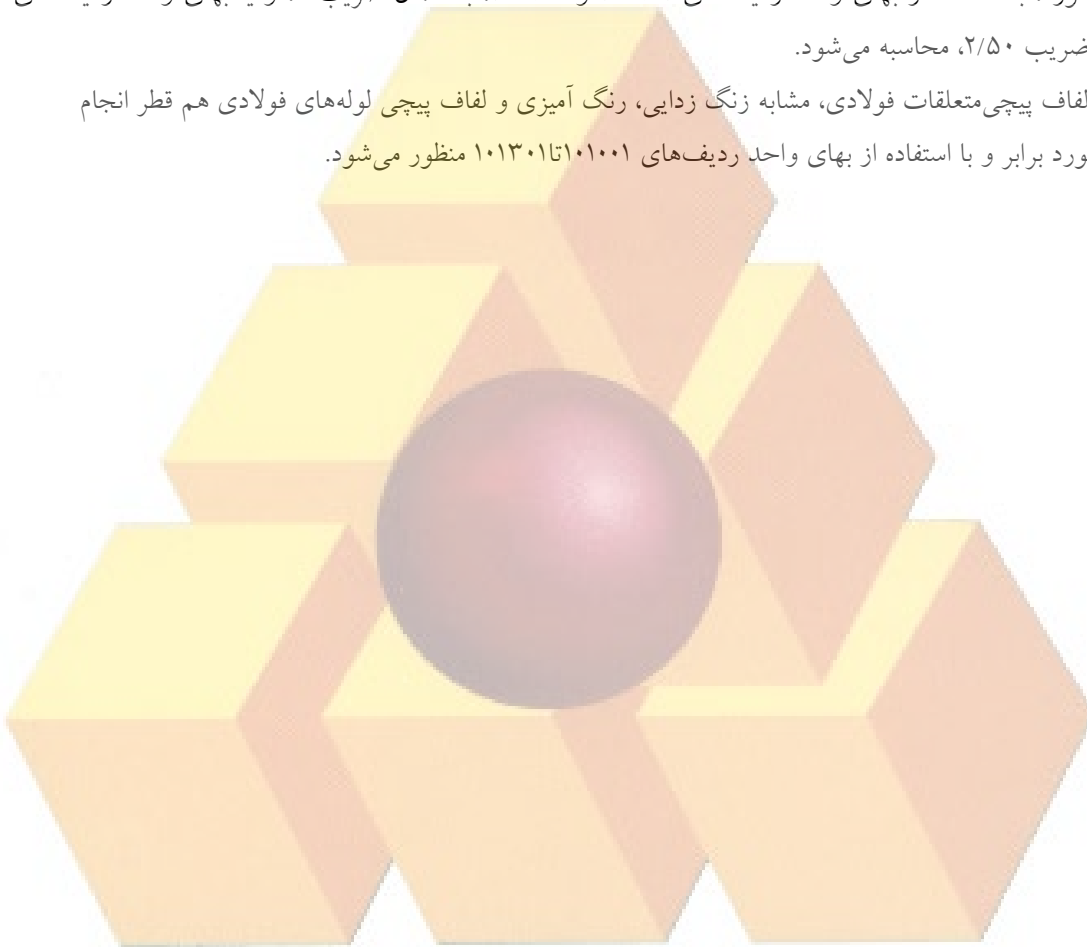 ضریب ۲/۵۰، محاسبه می‌شود.
لفاف پیچی‌متعلقات فولادی، مشابه زنگ زدایی، رنگ آمیزی و لفاف پیچی لوله‌های فولادی هم قطر انجام
ورد برابر و با استفاده از بهای واحد ردیف‌های ۱۰۱۰۰۱تا۱۰۱۳۰۱ منظور می‌شود.